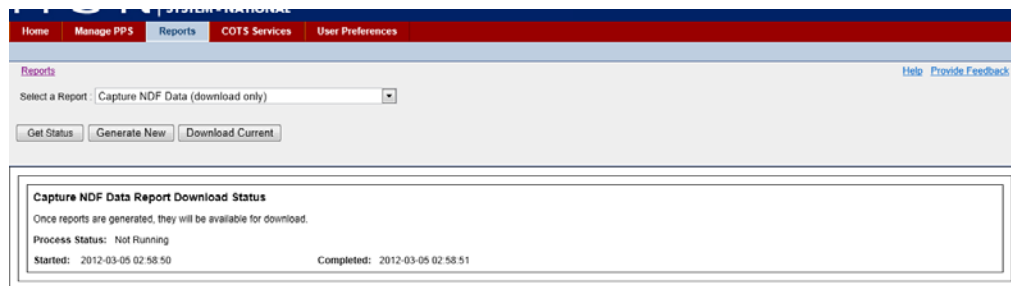 SYSTEM - NATIONAL
Home Manage PPS Reports COTS Services User Preferences
Reports Help Provide Feedback
Select a Report : Capture NDF Data (download only)
Get Status Generate New Download Current
Capture NDF Data Report Download Status
Once reports are generated, they will be available for download.
Process Status: Not Running
Started: 2012-03-05 02:58:50 Completed: 2012-03-05 02:58:51